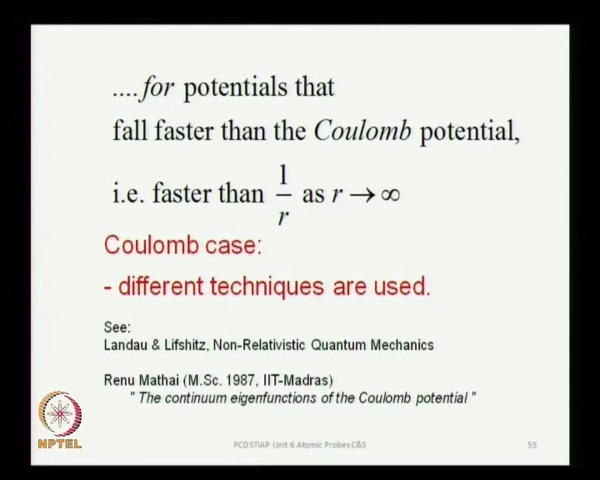 ....for potentials that
fall faster than the Coulomb potential,
i.e. faster than 1/r as r → ∞
Coulomb case:
- different techniques are used.
See:
Landau & Lifshitz, Non-Relativistic Quantum Mechanics
Renu Mathai (M.Sc. 1987, IIT-Madras)
" The continuum eigenfunctions of the Coulomb potential "
NPTEL
PCD STiAP Unit 6 Atomic Probes C&S
55